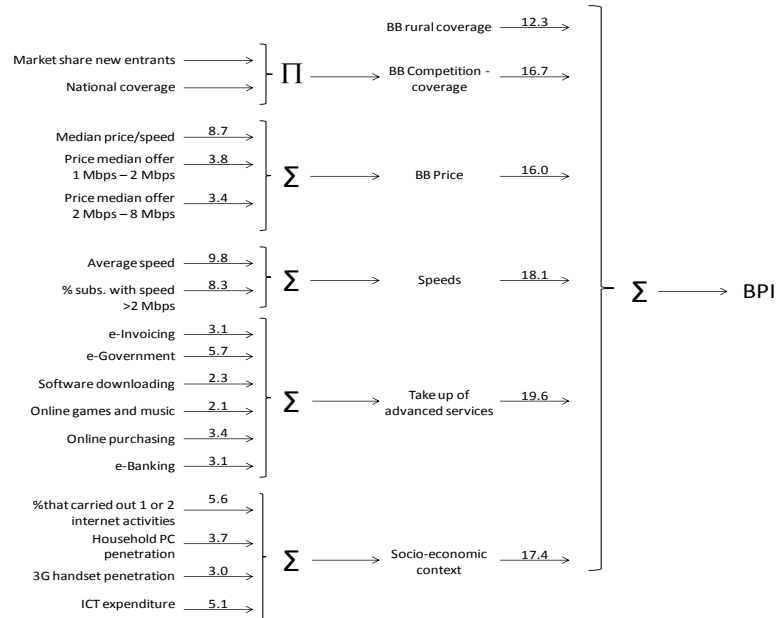 BB rural coverage 12.3
Market share new entrants
National coverage
Π
BB Competition -
coverage
16.7
Median price/speed 8.7
Price median offer
1 Mbps – 2 Mbps
3.8
Price median offer
2 Mbps – 8 Mbps
3.4
Σ
BB Price 16.0
Average speed 9.8
% subs. with speed
>2 Mbps
8.3
Σ
Speeds 18.1
Σ
BPI
e-Invoicing 3.1
e-Government 5.7
Software downloading 2.3
Online games and music 2.1
Online purchasing 3.4
e-Banking 3.1
Σ
Take up of
advanced services
19.6
%that carried out 1 or 2
internet activities
5.6
Household PC
penetration
3.7
3G handset penetration 3.0
ICT expenditure 5.1
Σ
Socio-economic
context
17.4